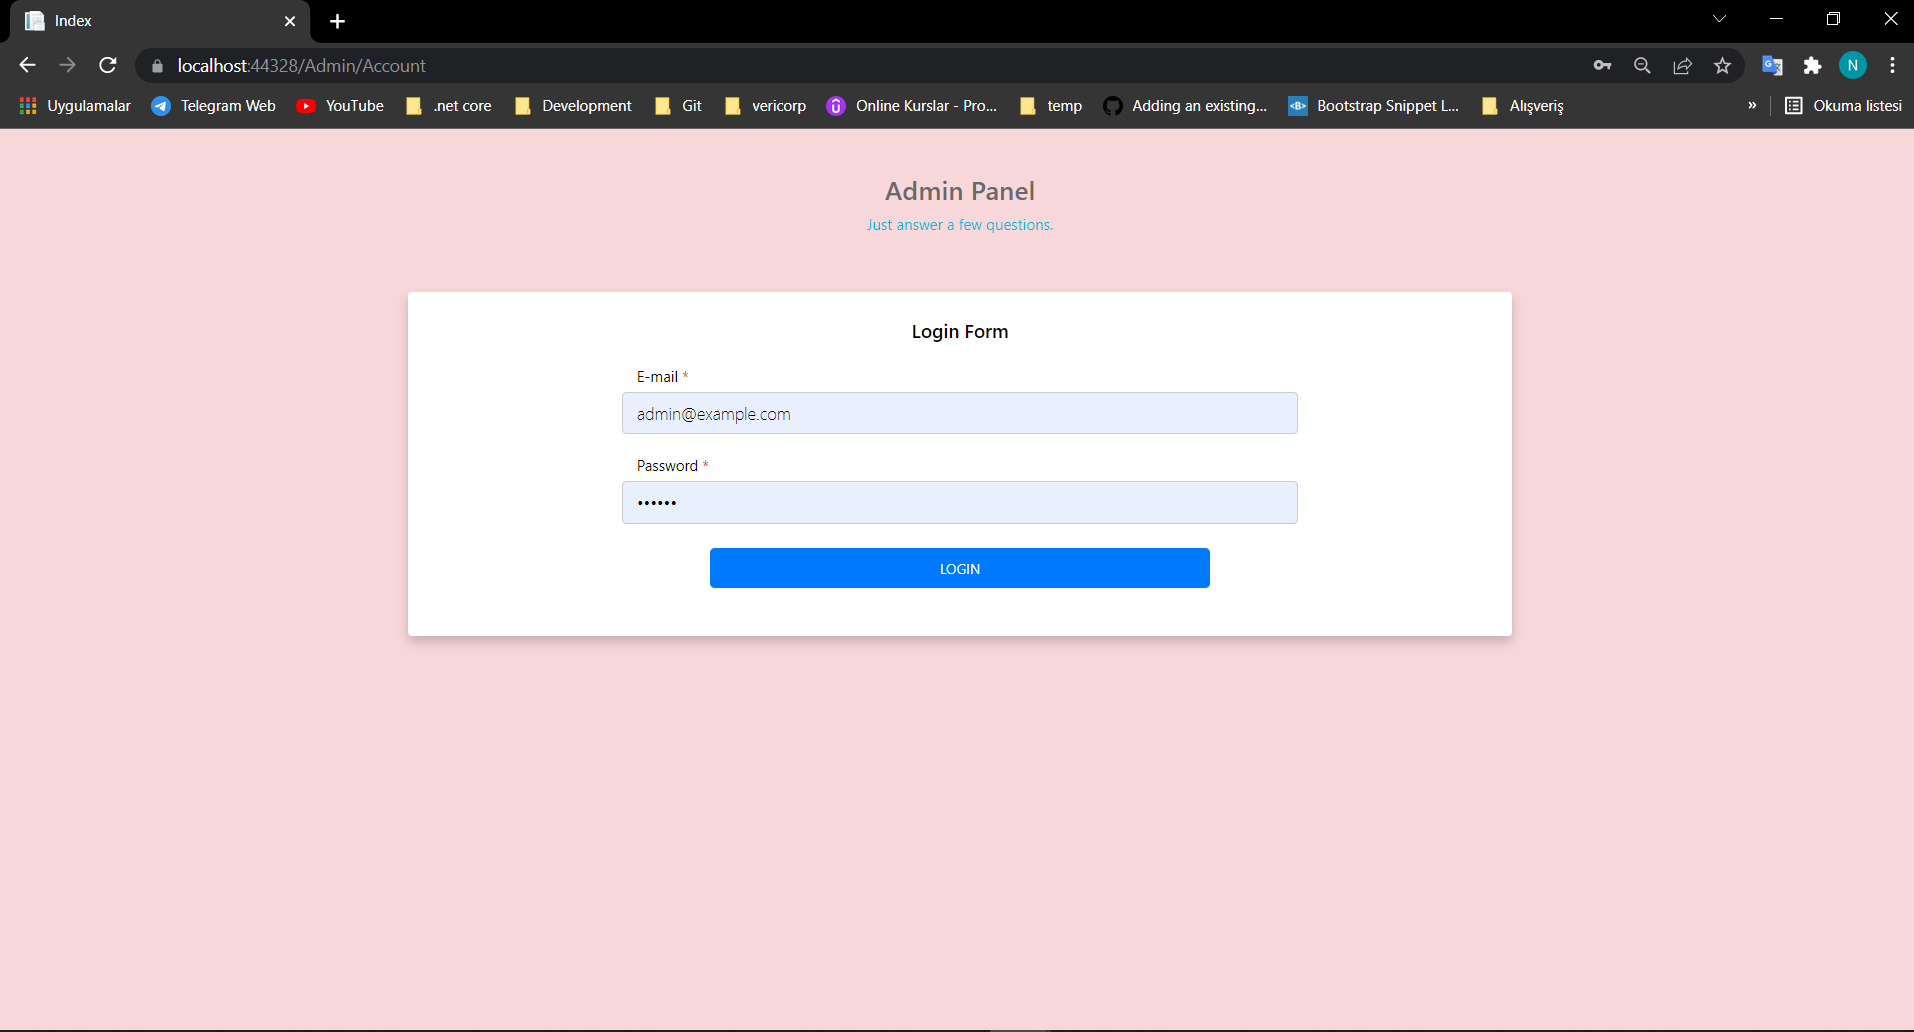 Index
localhost:44328/Admin/Account
N
Uygulamalar Telegram Web YouTube .net core Development Git vericorp Online Kurslar - Pro... temp Adding an existing... <B> Bootstrap Snippet L... Alışveriş » Okuma listesi
Admin Panel
Just answer a few questions.
Login Form
E-mail *
admin@example.com
Password *
••••••
LOGIN